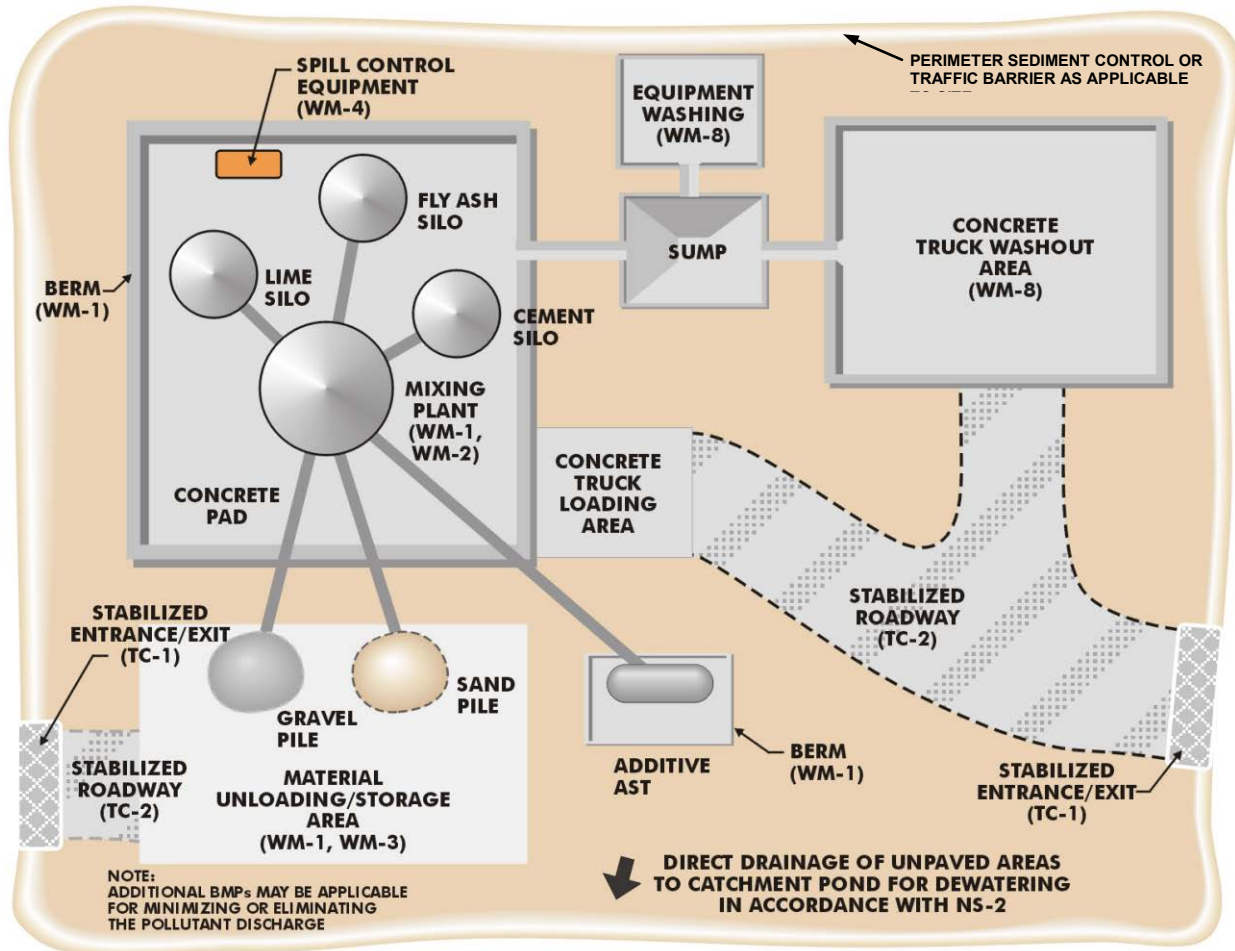 PERIMETER SEDIMENT CONTROL OR
TRAFFIC BARRIER AS APPLICABLE
SPILL CONTROL
EQUIPMENT
(WM-4)
EQUIPMENT
WASHING
(WM-8)
FLY ASH
SILO
CONCRETE
TRUCK WASHOUT
AREA
(WM-8)
SUMP
BERM
(WM-1)
LIME
SILO
CEMENT
SILO
MIXING
PLANT
(WM-1,
WM-2)
CONCRETE
PAD
CONCRETE
TRUCK
LOADING
AREA
STABILIZED
ROADWAY
(TC-2)
STABILIZED
ENTRANCE/EXIT
(TC-1)
GRAVEL
PILE
SAND
PILE
STABILIZED
ROADWAY
(TC-2)
MATERIAL
UNLOADING/STORAGE
AREA
(WM-1, WM-3)
ADDITIVE
AST
BERM
(WM-1)
STABILIZED
ENTRANCE/EXIT
(TC-1)
NOTE:
ADDITIONAL BMPs MAY BE APPLICABLE
FOR MINIMIZING OR ELIMINATING
THE POLLUTANT DISCHARGE
DIRECT DRAINAGE OF UNPAVED AREAS
TO CATCHMENT POND FOR DEWATERING
IN ACCORDANCE WITH NS-2